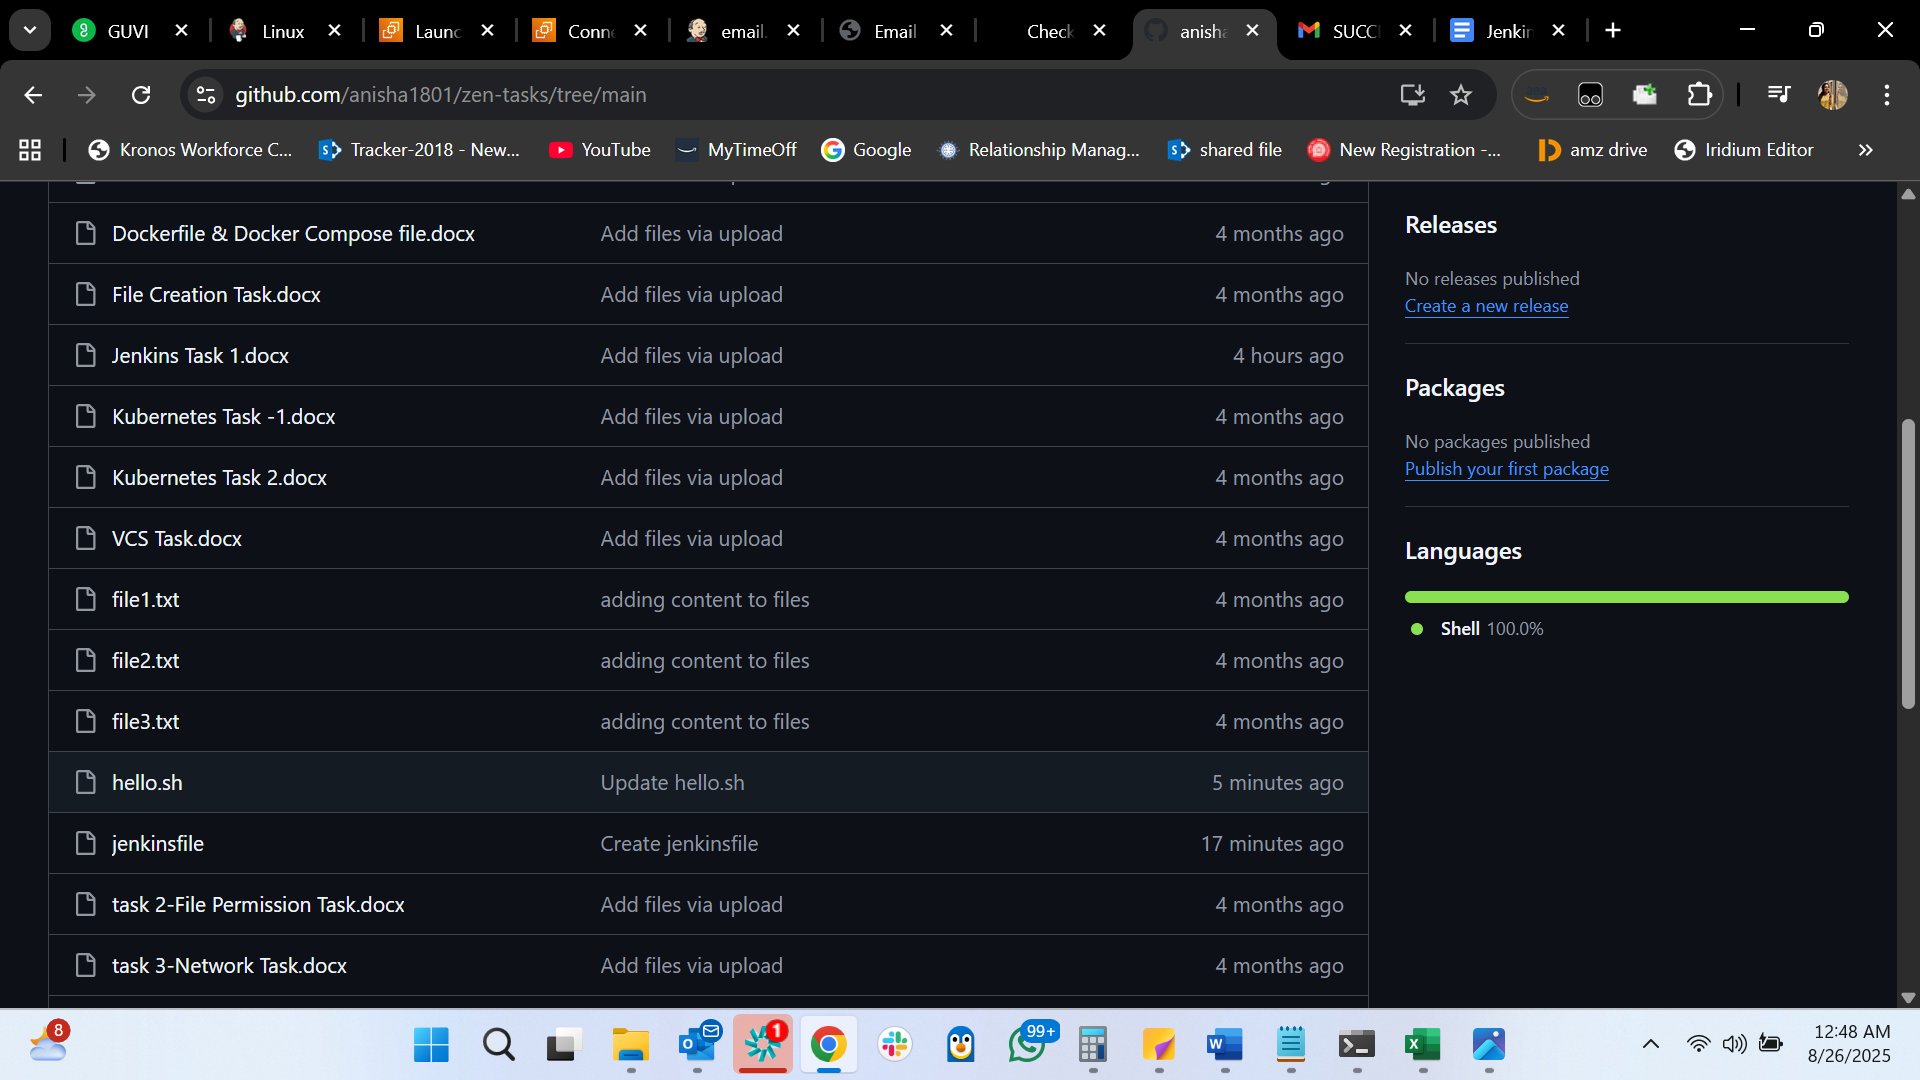 GUVI
Linux
Launc
Conne
email.
Email
Check
anisha
SUCC
Jenkin
github.com/anisha1801/zen-tasks/tree/main
Kronos Workforce C...
Tracker-2018 - New...
YouTube
MyTimeOff
Google
Relationship Manag...
shared file
New Registration -...
amz drive
Iridium Editor
Dockerfile & Docker Compose file.docx Add files via upload 4 months ago
File Creation Task.docx Add files via upload 4 months ago
Jenkins Task 1.docx Add files via upload 4 hours ago
Kubernetes Task -1.docx Add files via upload 4 months ago
Kubernetes Task 2.docx Add files via upload 4 months ago
VCS Task.docx Add files via upload 4 months ago
file1.txt adding content to files 4 months ago
file2.txt adding content to files 4 months ago
file3.txt adding content to files 4 months ago
hello.sh Update hello.sh 5 minutes ago
jenkinsfile Create jenkinsfile 17 minutes ago
task 2-File Permission Task.docx Add files via upload 4 months ago
task 3-Network Task.docx Add files via upload 4 months ago
Releases
No releases published
Create a new release
Packages
No packages published
Publish your first package
Languages
Shell 100.0%
8
1
99+
12:48 AM
8/26/2025